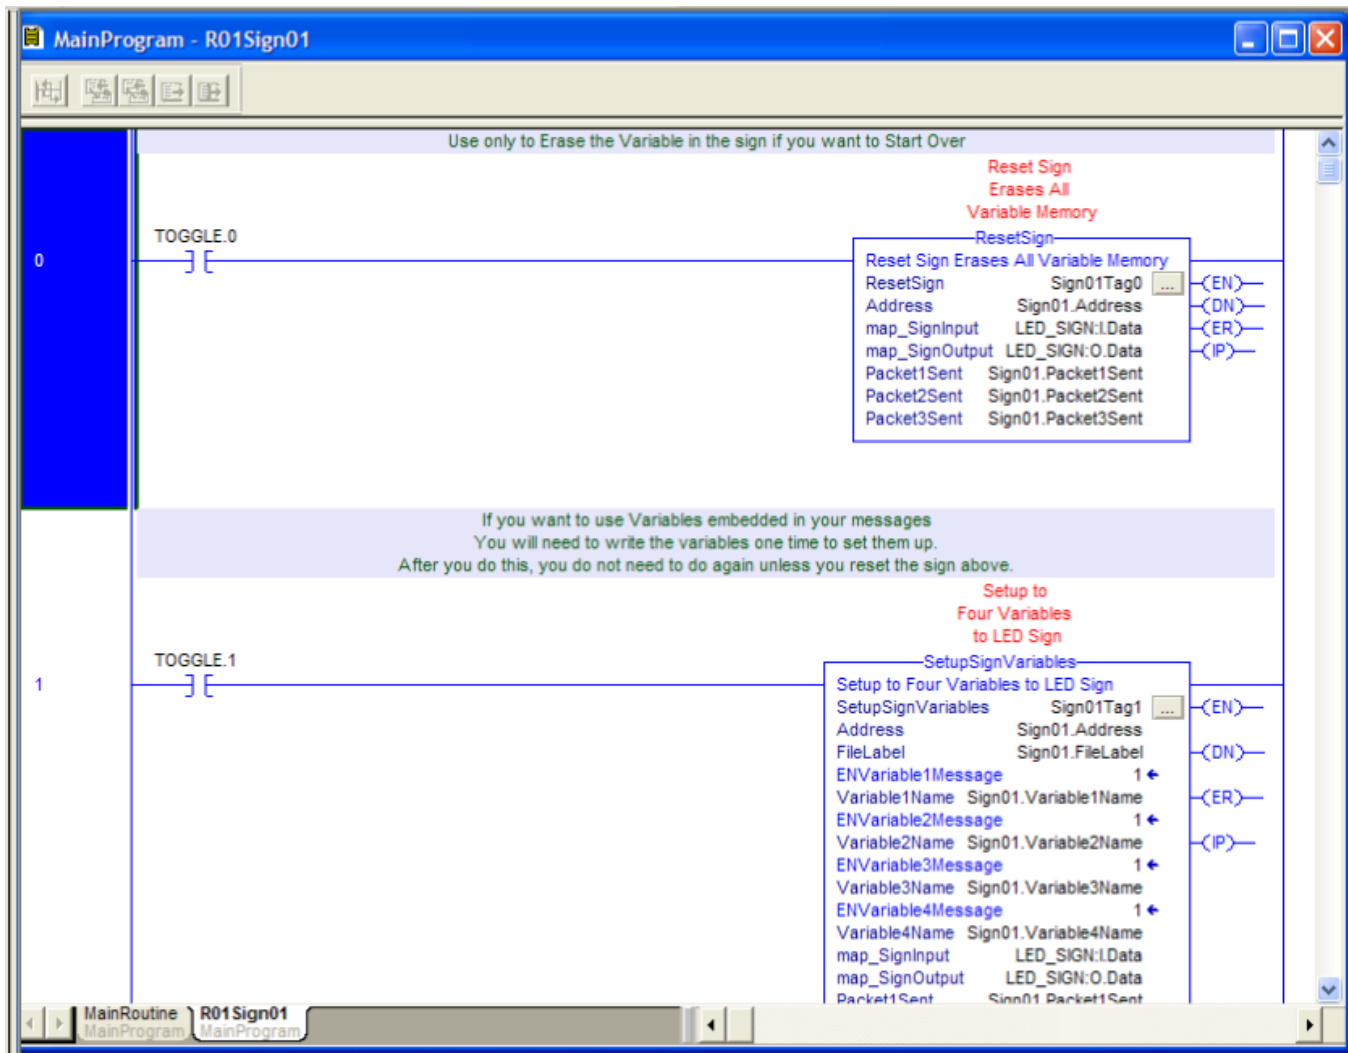 MainProgram - R01Sign01
Use only to Erase the Variable in the sign if you want to Start Over
Reset Sign
Erases All
Variable Memory
TOGGLE.0
0
ResetSign
Reset Sign Erases All Variable Memory
ResetSign Sign01Tag0 ... (EN)
Address Sign01.Address (DN)
map_SignInput LED_SIGN:I.Data (ER)
map_SignOutput LED_SIGN:O.Data (IP)
Packet1Sent Sign01.Packet1Sent
Packet2Sent Sign01.Packet2Sent
Packet3Sent Sign01.Packet3Sent
If you want to use Variables embedded in your messages
You will need to write the variables one time to set them up.
After you do this, you do not need to do again unless you reset the sign above.
Setup to
Four Variables
to LED Sign
TOGGLE.1
1
SetupSignVariables
Setup to Four Variables to LED Sign
SetupSignVariables Sign01Tag1 ... (EN)
Address Sign01.Address
FileLabel Sign01.FileLabel (DN)
ENVariable1Message 1
Variable1Name Sign01.Variable1Name (ER)
ENVariable2Message 1
Variable2Name Sign01.Variable2Name (IP)
ENVariable3Message 1
Variable3Name Sign01.Variable3Name
ENVariable4Message 1
Variable4Name Sign01.Variable4Name
map_SignInput LED_SIGN:I.Data
map_SignOutput LED_SIGN:O.Data
Packet1Sent Sign01.Packet1Sent
MainRoutine R01Sign01
MainProgram MainProgram